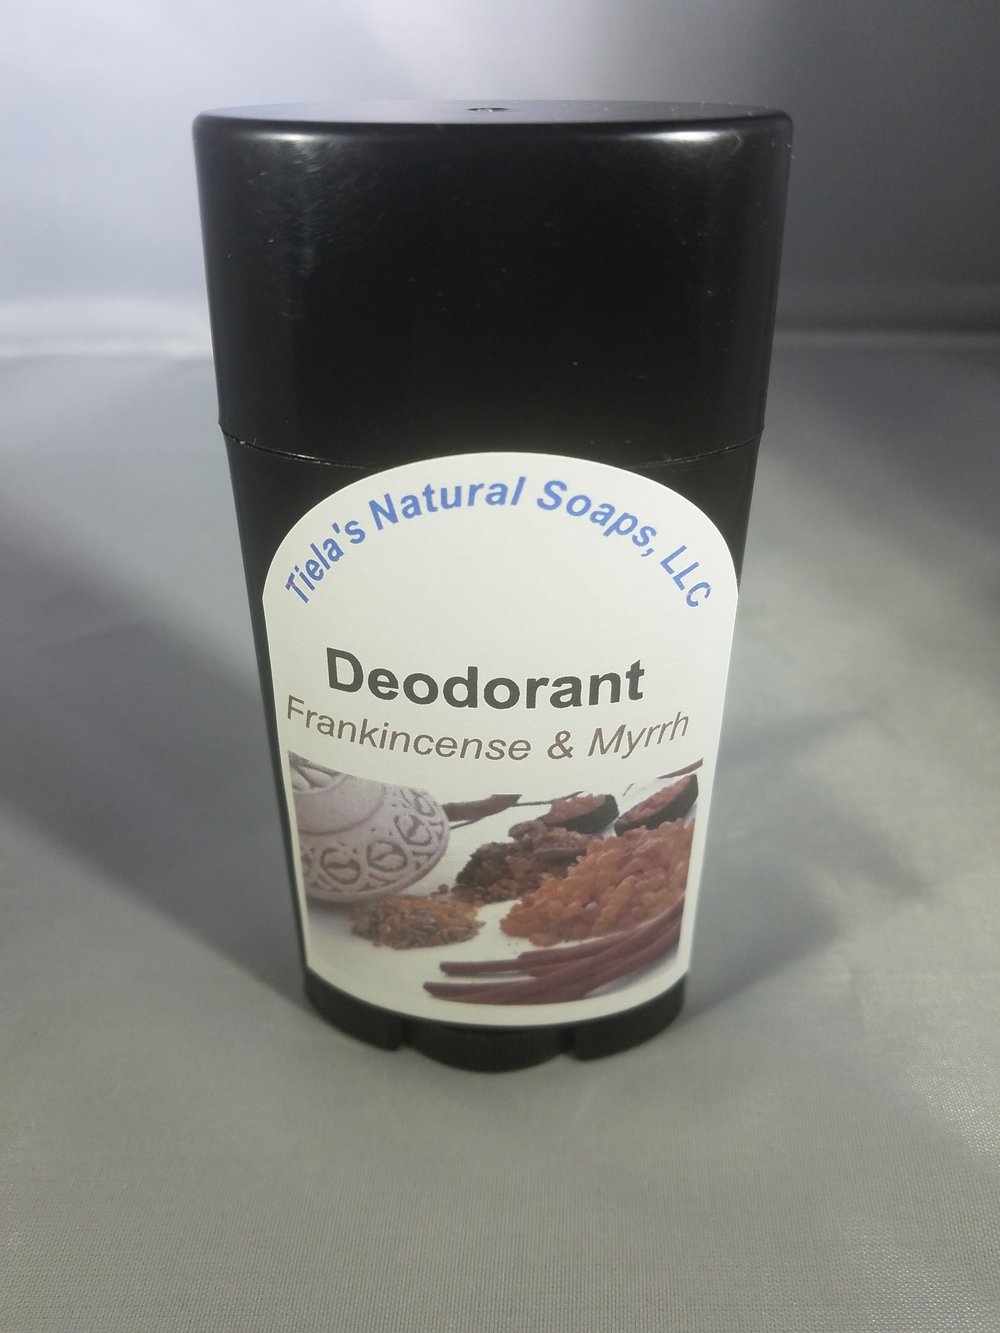 Tiela's Natural Soaps, LLC
Deodorant
Frankincense & Myrrh